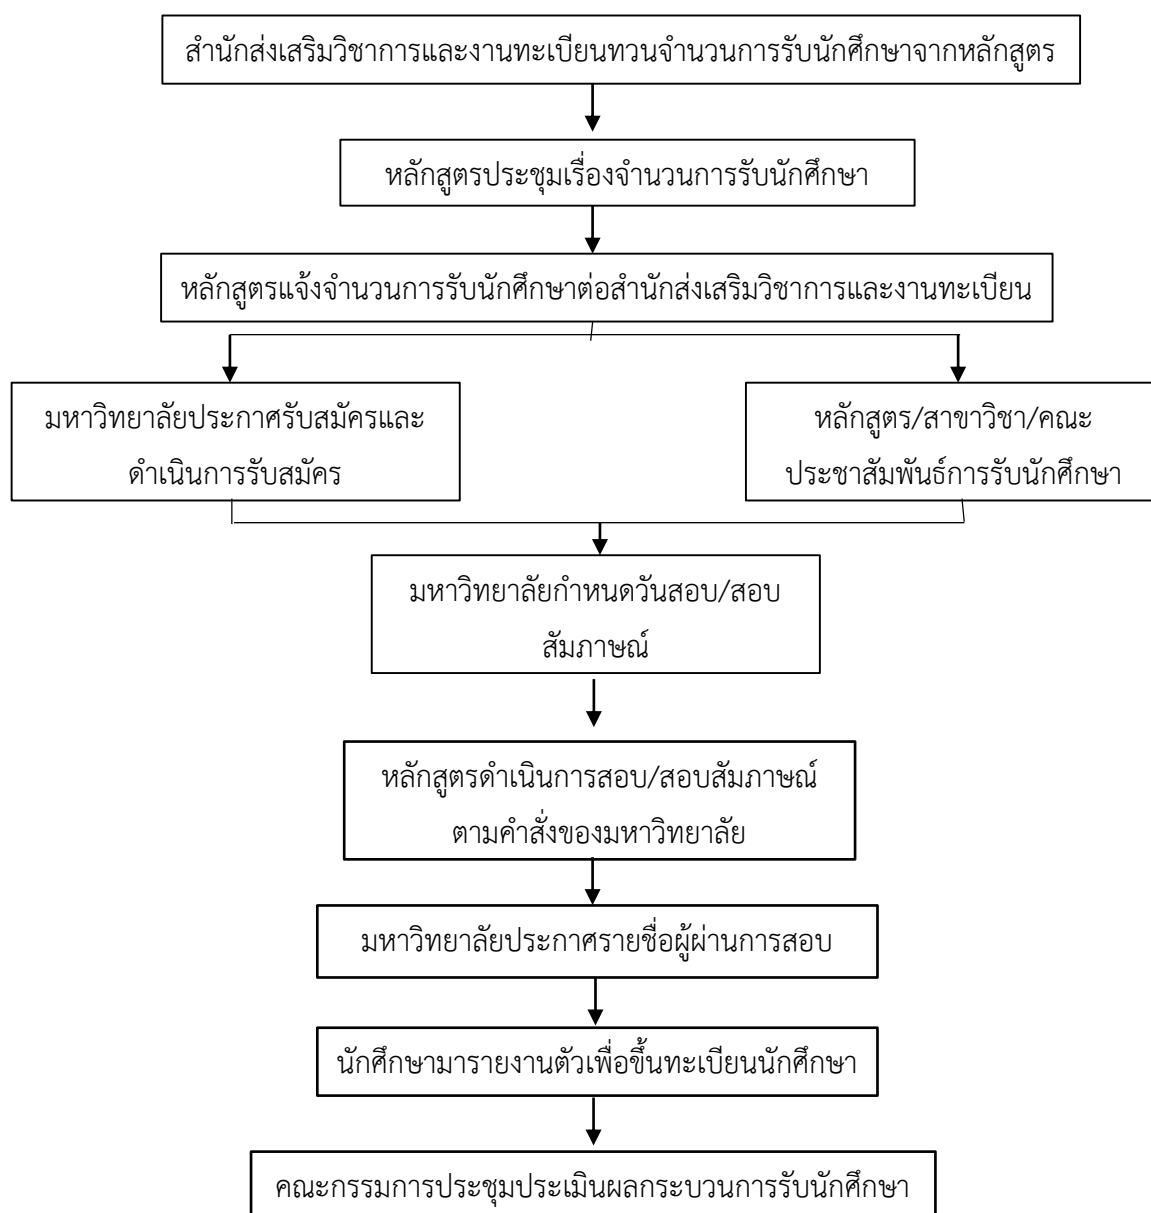 สำนักส่งเสริมวิชาการและงานทะเบียนทวนจำนวนการรับนักศึกษาจากหลักสูตร
หลักสูตรประชุมเรื่องจำนวนการรับนักศึกษา
หลักสูตรแจ้งจำนวนการรับนักศึกษาต่อสำนักส่งเสริมวิชาการและงานทะเบียน
มหาวิทยาลัยประกาศรับสมัครและ
ดำเนินการรับสมัคร
หลักสูตร/สาขาวิชา/คณะ
ประชาสัมพันธ์การรับนักศึกษา
มหาวิทยาลัยกำหนดวันสอบ/สอบ
สัมภาษณ์
หลักสูตรดำเนินการสอบ/สอบสัมภาษณ์
ตามคำสั่งของมหาวิทยาลัย
มหาวิทยาลัยประกาศรายชื่อผู้ผ่านการสอบ
นักศึกษามารายงานตัวเพื่อขึ้นทะเบียนนักศึกษา
คณะกรรมการประชุมประเมินผลกระบวนการรับนักศึกษา